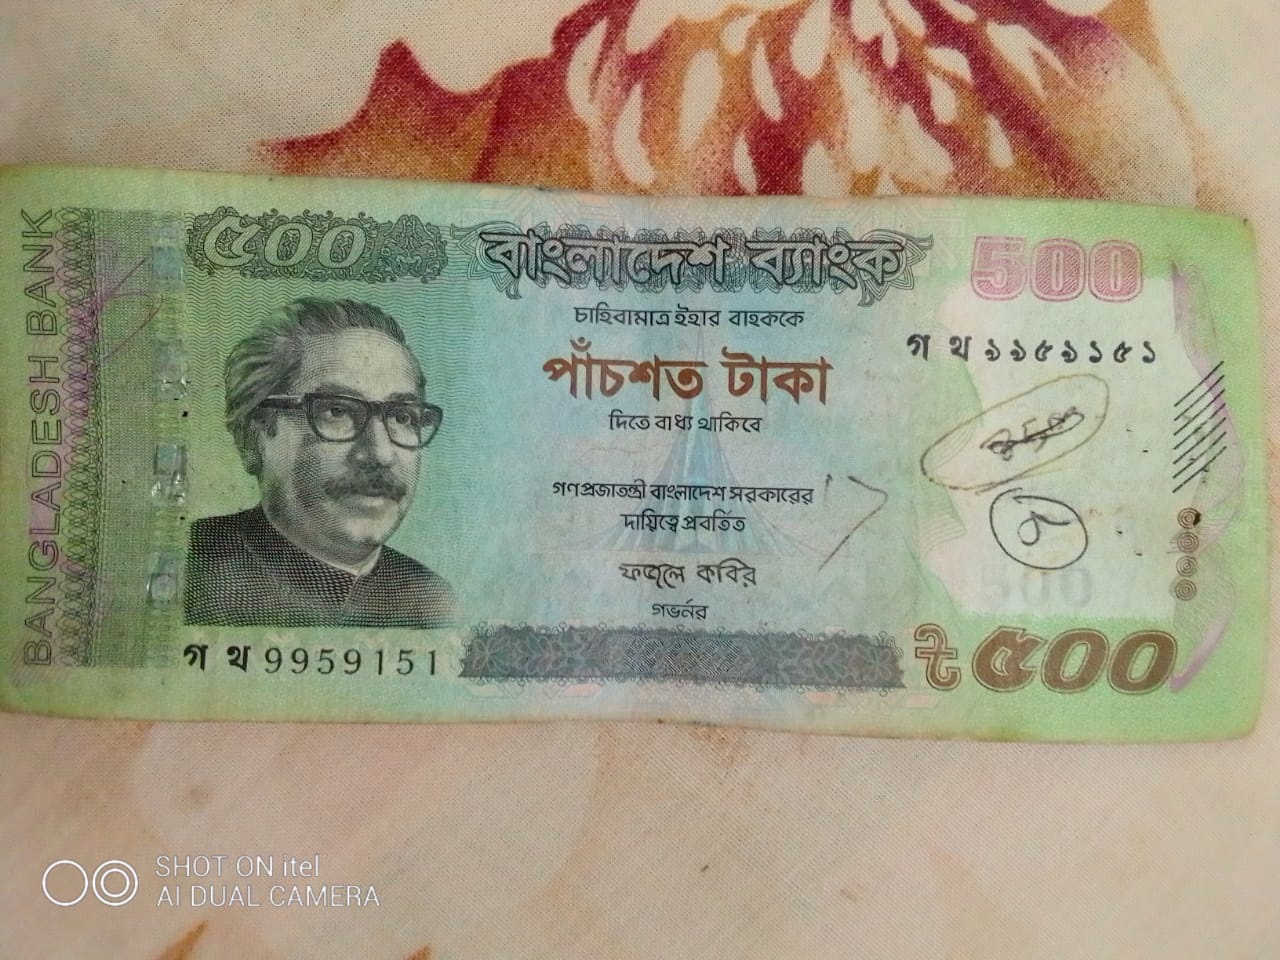 BANGLADESH BANK
৫০০
বাংলাদেশ ব্যাংক
500
চাহিবামাত্র ইহার বাহককে
পাঁচশত টাকা
দিতে বাধ্য থাকিবে
গ থ ৯৯৫৯১৫১
গণপ্রজাতন্ত্রী বাংলাদেশ সরকারের
দায়িত্বে প্রবর্তিত
ফজলে কবির
গভর্নর
500
গ থ 9959151
৳ ৫০০
SHOT ON itel
AI DUAL CAMERA